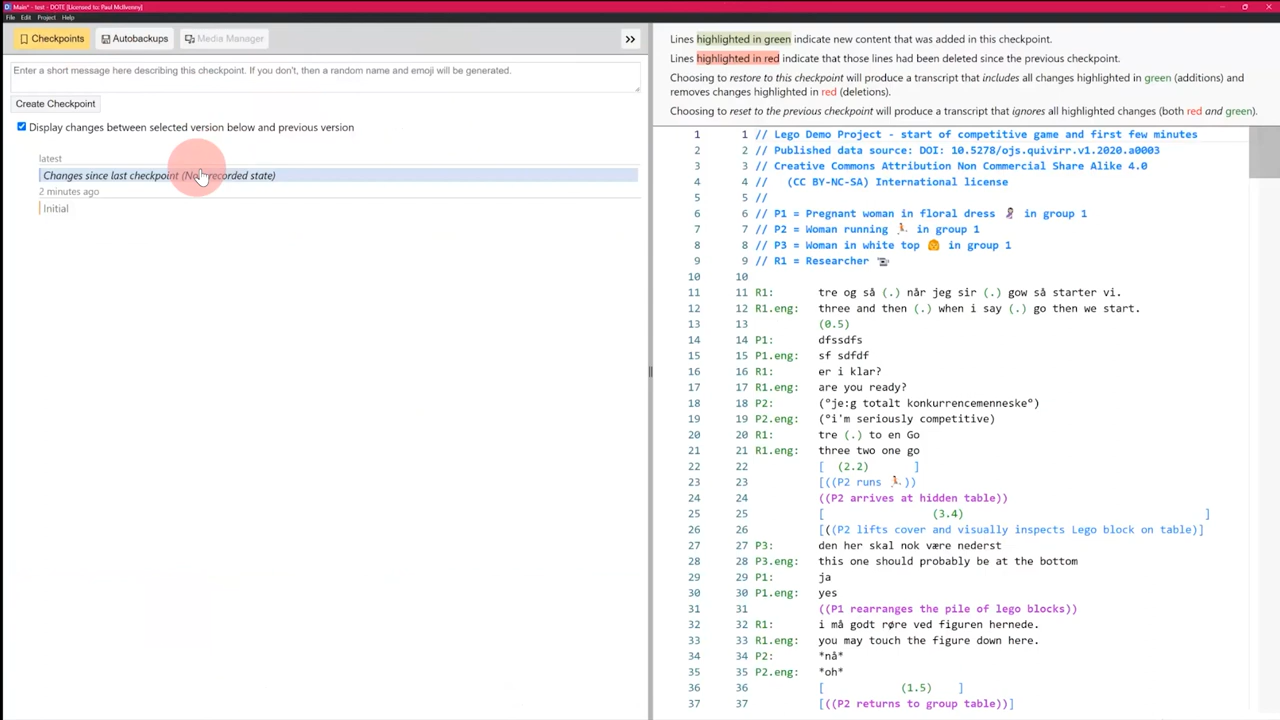 Main* - test - DOTE [Licensed to: Paul McIlvenny]
File Edit Project Help
Checkpoints Autobackups Media Manager »
Enter a short message here describing this checkpoint. If you don't, then a random name and emoji will be generated.
Create Checkpoint
Display changes between selected version below and previous version
latest
Changes since last checkpoint (No recorded state)
2 minutes ago
Initial
Lines highlighted in green indicate new content that was added in this checkpoint.
Lines highlighted in red indicate that those lines had been deleted since the previous checkpoint.
Choosing to restore to this checkpoint will produce a transcript that includes all changes highlighted in green (additions) and
removes changes highlighted in red (deletions).
Choosing to reset to the previous checkpoint will produce a transcript that ignores all highlighted changes (both red and green).
1 1 // Lego Demo Project - start of competitive game and first few minutes
2 2 // Published data source: DOI: 10.5278/ojs.quivirr.v1.2020.a0003
3 3 // Creative Commons Attribution Non Commercial Share Alike 4.0
4 4 // (CC BY-NC-SA) International license
5 5 //
6 6 // P1 = Pregnant woman in floral dress in group 1
7 7 // P2 = Woman running in group 1
8 8 // P3 = Woman in white top in group 1
9 9 // R1 = Researcher
10 10
11 11 R1: tre og så (.) når jeg sir (.) gow så starter vi.
12 12 R1.eng: three and then (.) when i say (.) go then we start.
13 13 (0.5)
14 14 P1: dfssdfs
15 15 P1.eng: sf sdfdf
16 16 R1: er i klar?
17 17 R1.eng: are you ready?
18 18 P2: (°je:g totalt konkurrencemenneske°)
19 19 P2.eng: (°i'm seriously competitive)
20 20 R1: tre (.) to en Go
21 21 R1.eng: three two one go
22 22 [ (2.2) ]
23 23 [((P2 runs ))
24 24 ((P2 arrives at hidden table))
25 25 [ (3.4) ]
26 26 [((P2 lifts cover and visually inspects Lego block on table)]
27 27 P3: den her skal nok være nederst
28 28 P3.eng: this one should probably be at the bottom
29 29 P1: ja
30 30 P1.eng: yes
31 31 ((P1 rearranges the pile of lego blocks))
32 32 R1: i må godt røre ved figuren hernede.
33 33 R1.eng: you may touch the figure down here.
34 34 P2: *nå*
35 35 P2.eng: *oh*
36 36 [ (1.5) ]
37 37 [((P2 returns to group table))]